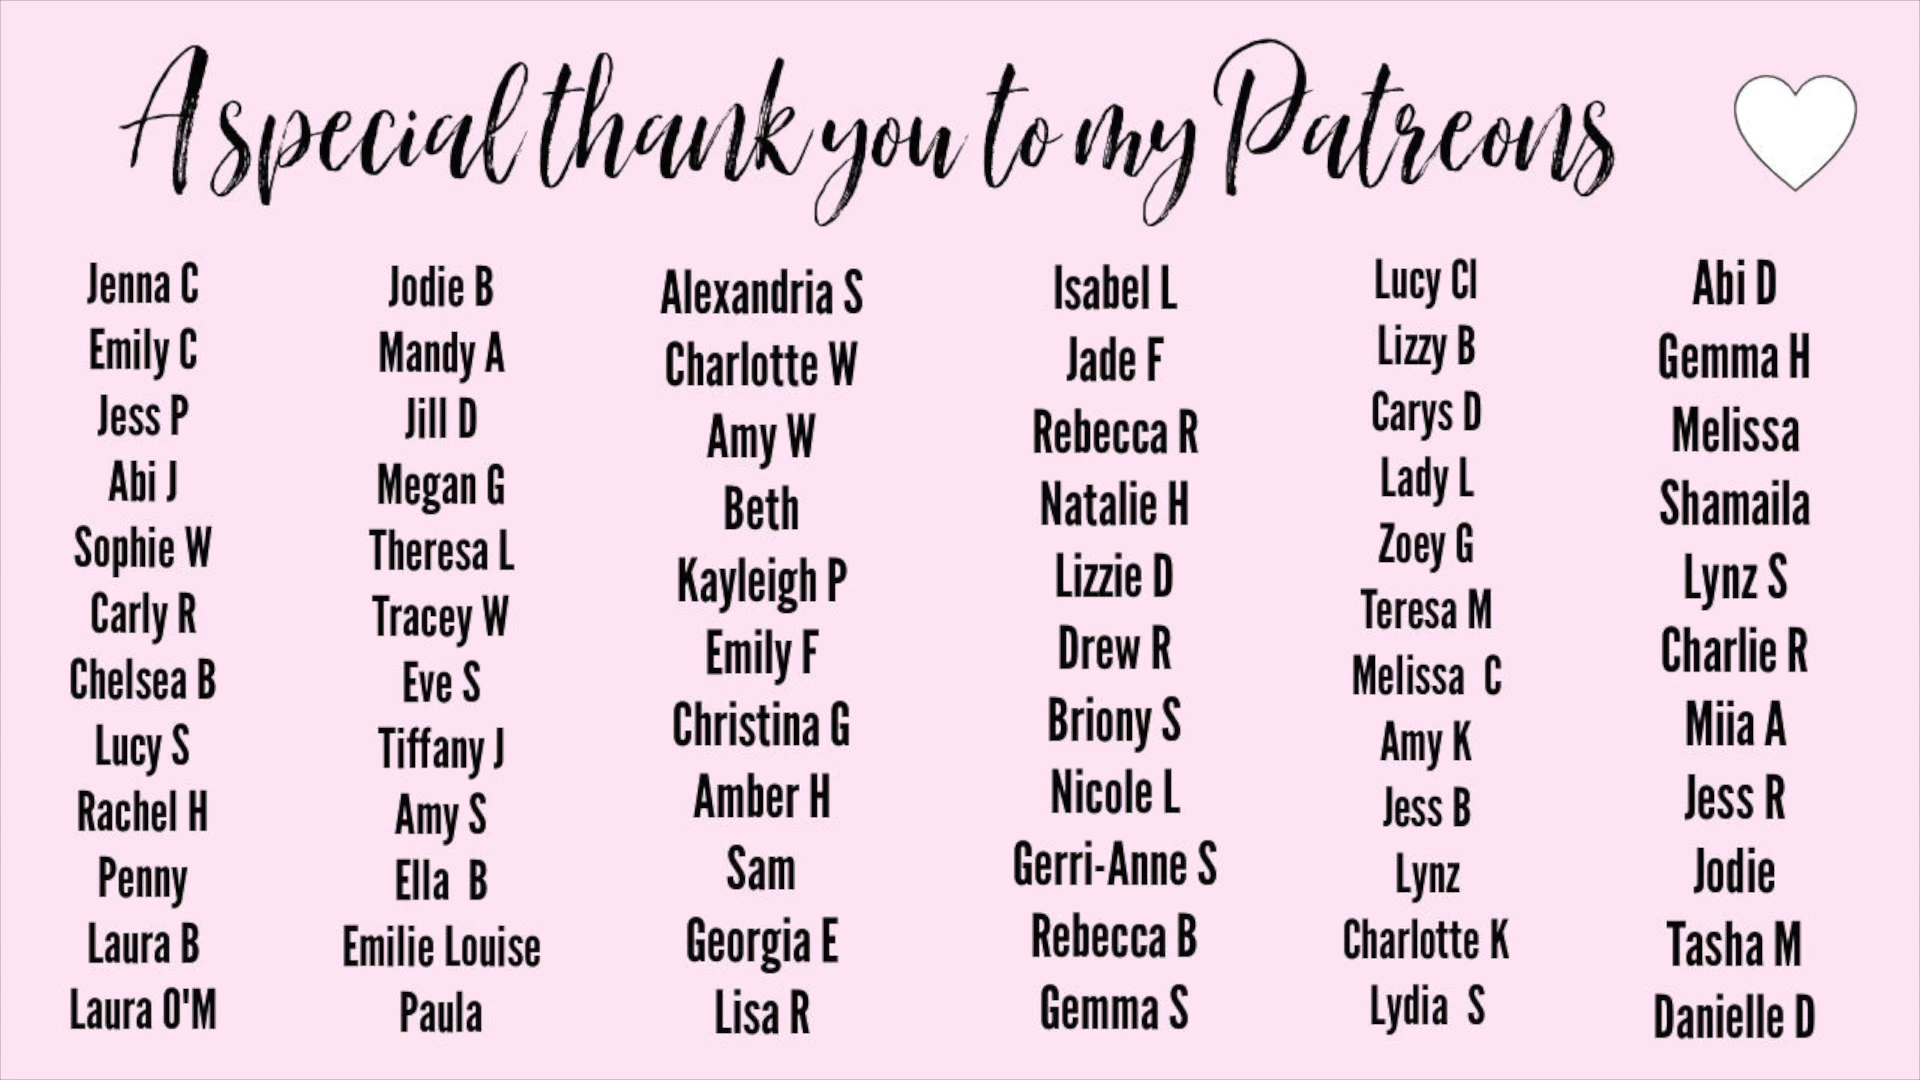 A special thank you to my Patreons
Jenna C
Emily C
Jess P
Abi J
Sophie W
Carly R
Chelsea B
Lucy S
Rachel H
Penny
Laura B
Laura O'M
Jodie B
Mandy A
Jill D
Megan G
Theresa L
Tracey W
Eve S
Tiffany J
Amy S
Ella B
Emilie Louise
Paula
Alexandria S
Charlotte W
Amy W
Beth
Kayleigh P
Emily F
Christina G
Amber H
Sam
Georgia E
Lisa R
Isabel L
Jade F
Rebecca R
Natalie H
Lizzie D
Drew R
Briony S
Nicole L
Gerri-Anne S
Rebecca B
Gemma S
Lucy Cl
Lizzy B
Carys D
Lady L
Zoey G
Teresa M
Melissa C
Amy K
Jess B
Lynz
Charlotte K
Lydia S
Abi D
Gemma H
Melissa
Shamaila
Lynz S
Charlie R
Miia A
Jess R
Jodie
Tasha M
Danielle D